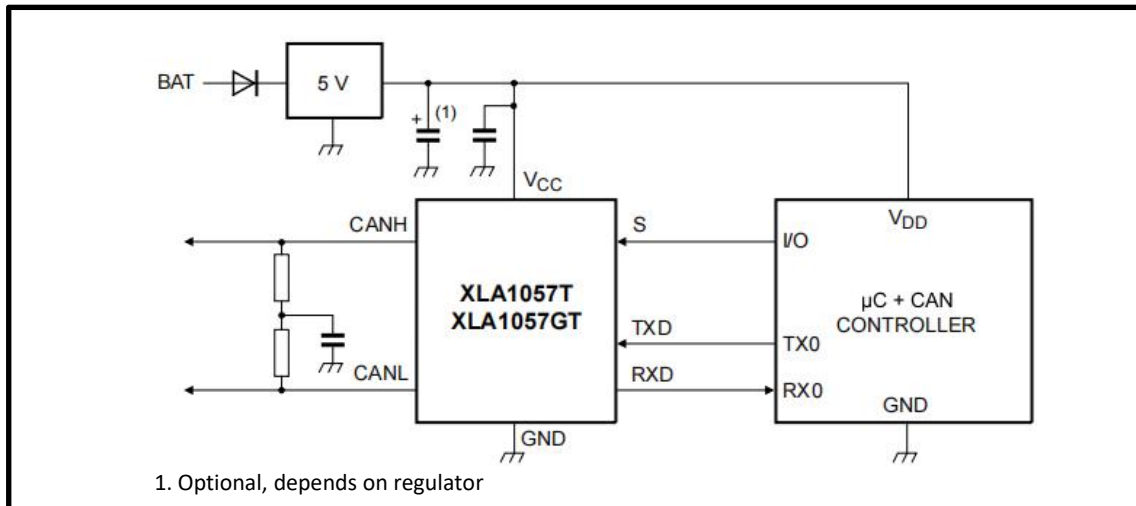 BAT
5 V
+
(1)
VCC
VDD
CANH
S
I/O
XLA1057T
XLA1057GT
µC + CAN
CONTROLLER
TXD
TX0
CANL
RXD
RX0
GND
GND
1. Optional, depends on regulator